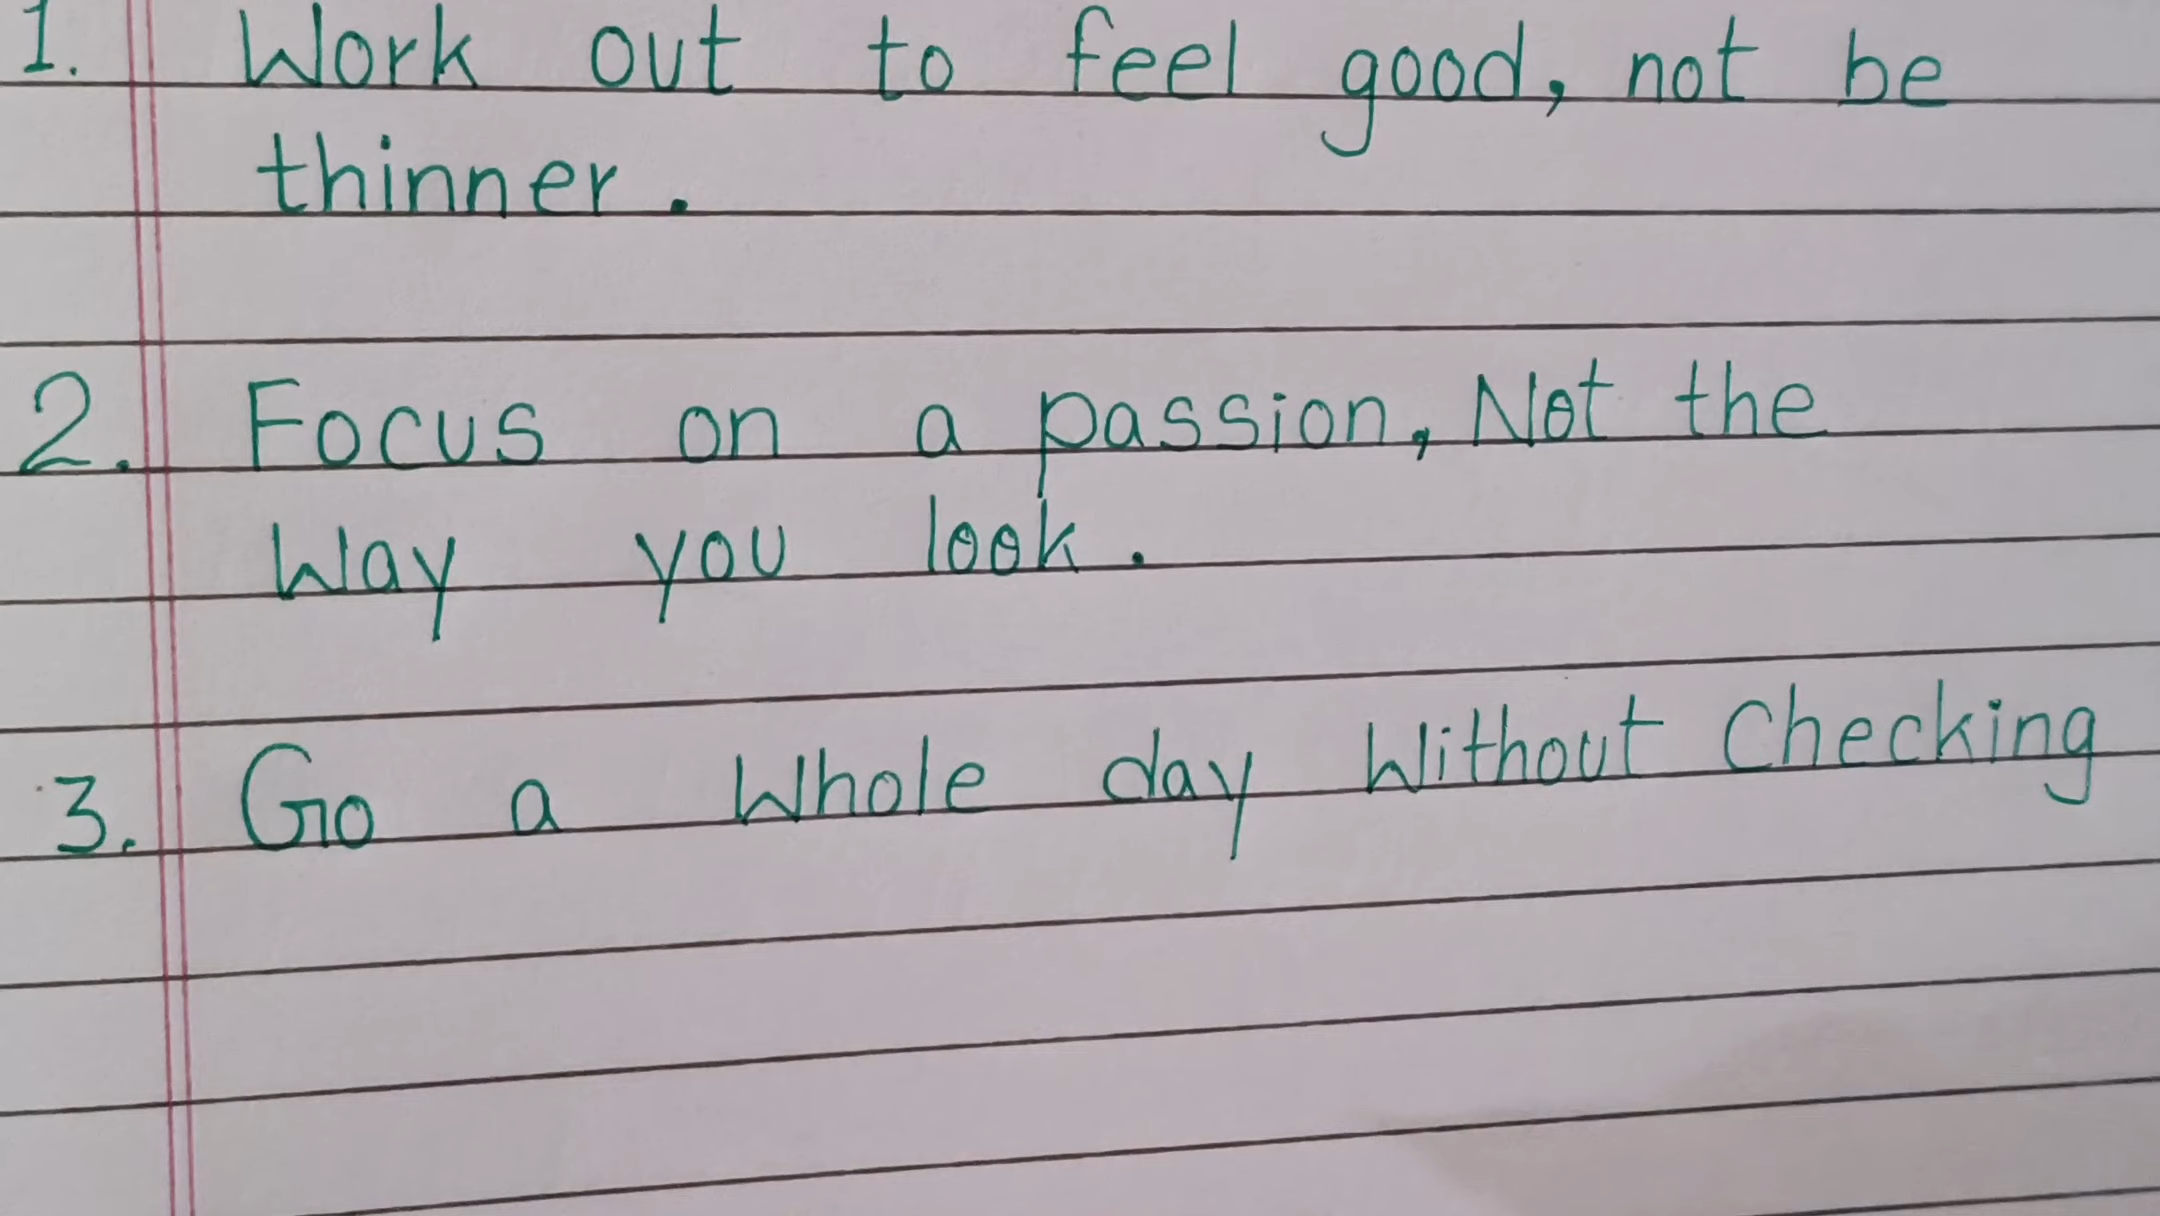 1. Work out to feel good, not be
thinner.
2. Focus on a passion, Not the
Way you look.
3. Go a Whole day Without Checking